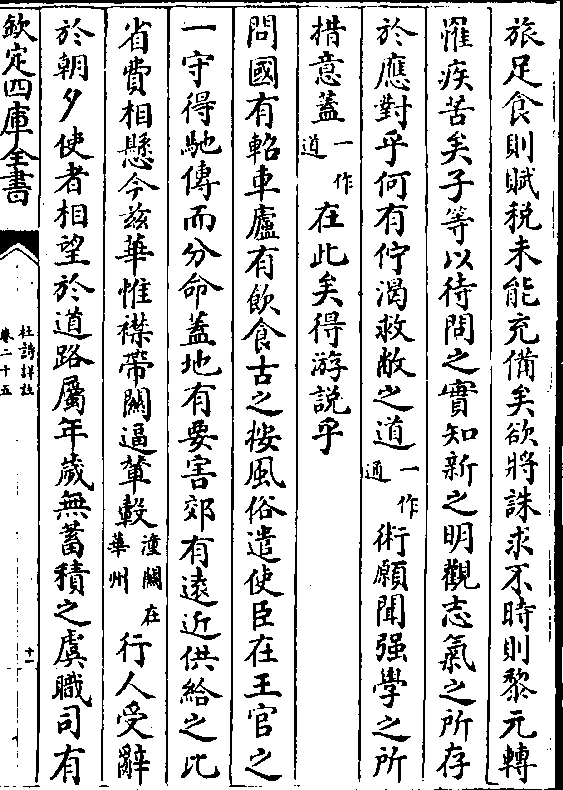 旅足食則賦稅未能充備矣欲將誅求不時則黎元轉
罹疾苦矣子等以待問之實知新之明觀志氣之所存
於應對乎何有佇渴救敝之道一作通術願聞强學之所
措意蓋一作道在此矣得游說乎
問國有軺車廬有飲食古之按風俗遣使臣在王官之
一守得馳傳而分命蓋地有要害郊有遠近供給之比
省費相懸今茲華惟襟帶關逼輦轂潼關在華州行人受辭
於朝夕使者相望於道路屬年歲無蓄積之虞職司有
欽定四庫全書
杜詩詳註
卷二十五
十一